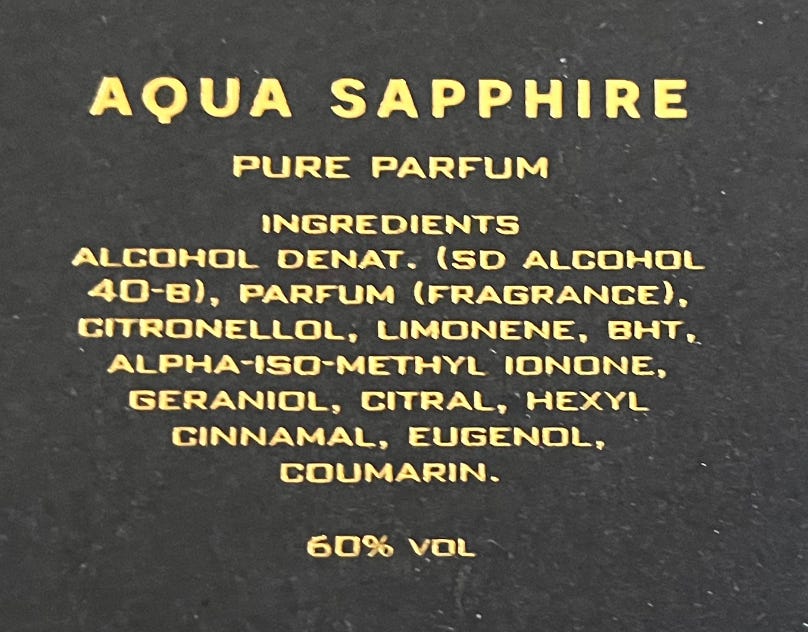 AQUA SAPPHIRE
PURE PARFUM
INGREDIENTS
ALCOHOL DENAT. (SD ALCOHOL
40-B), PARFUM (FRAGRANCE),
CITRONELLOL, LIMONENE, BHT,
ALPHA-ISO-METHYL IONONE,
GERANIOL, CITRAL, HEXYL
CINNAMAL, EUGENOL,
COUMARIN.
60% VOL